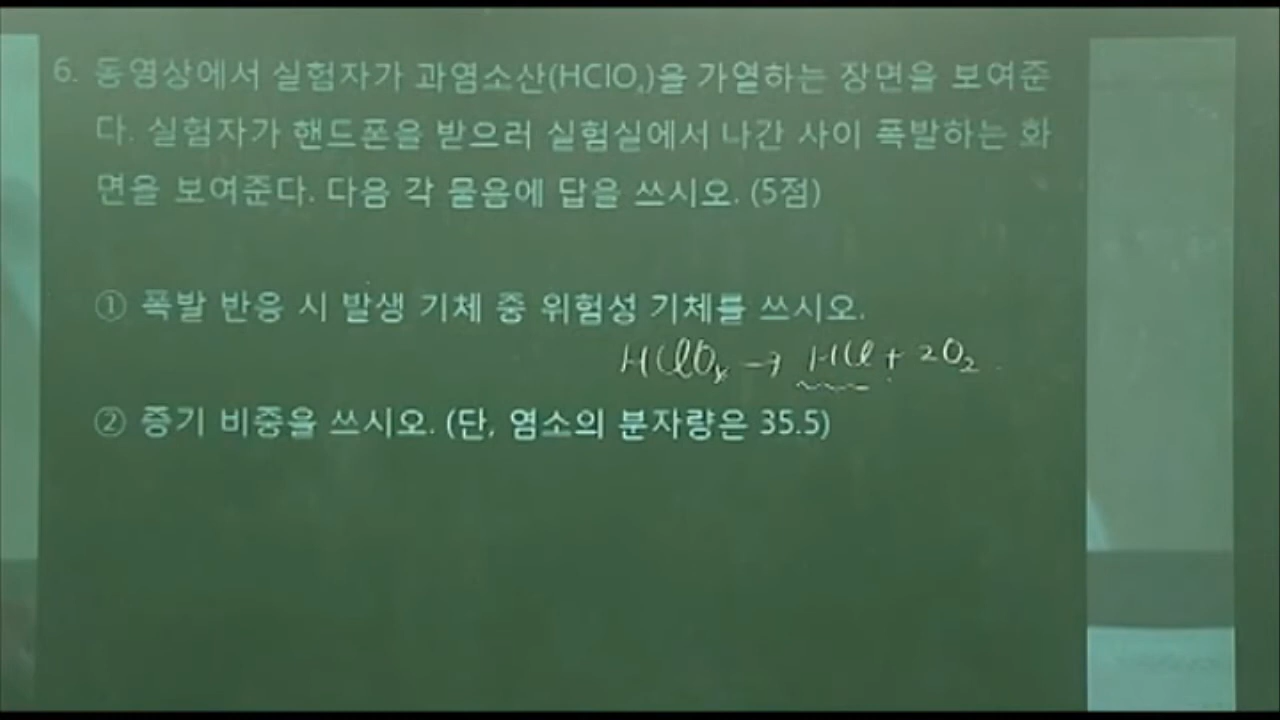 6. 동영상에서 실험자가 과염소산(HClO₄)을 가열하는 장면을 보여준
다. 실험자가 핸드폰을 받으러 실험실에서 나간 사이 폭발하는 화
면을 보여준다. 다음 각 물음에 답을 쓰시오. (5점)
① 폭발 반응 시 발생 기체 중 위험성 기체를 쓰시오.
HClO₄ → HCl + 2O₂
② 증기 비중을 쓰시오. (단, 염소의 분자량은 35.5)